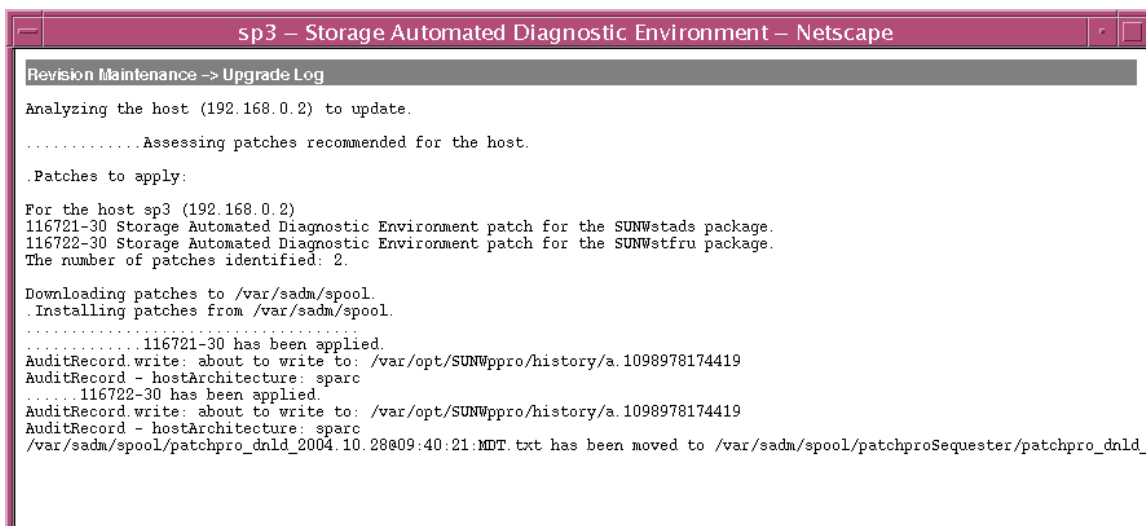 sp3 – Storage Automated Diagnostic Environment – Netscape
Revision Maintenance –> Upgrade Log
Analyzing the host (192.168.0.2) to update.
.............Assessing patches recommended for the host.
.Patches to apply:
For the host sp3 (192.168.0.2)
116721-30 Storage Automated Diagnostic Environment patch for the SUNWstads package.
116722-30 Storage Automated Diagnostic Environment patch for the SUNWstfru package.
The number of patches identified: 2.
Downloading patches to /var/sadm/spool.
.Installing patches from /var/sadm/spool.
.....................................
.............116721-30 has been applied.
AuditRecord.write: about to write to: /var/opt/SUNWppro/history/a.1098978174419
AuditRecord - hostArchitecture: sparc
......116722-30 has been applied.
AuditRecord.write: about to write to: /var/opt/SUNWppro/history/a.1098978174419
AuditRecord - hostArchitecture: sparc
/var/sadm/spool/patchpro_dnld_2004.10.28@09:40:21:MDT.txt has been moved to /var/sadm/spool/patchproSequester/patchpro_dnld_